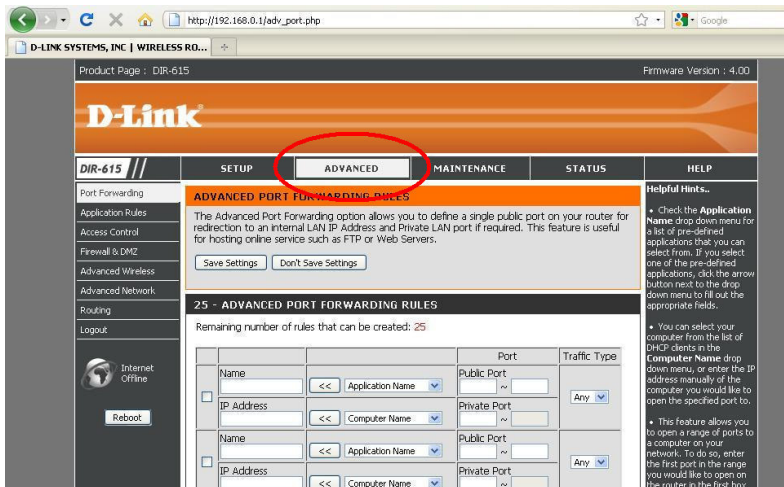 http://192.168.0.1/adv_port.php
Google
D-LINK SYSTEMS, INC | WIRELESS RO...
Product Page : DIR-615
Firmware Version : 4.00
D-Link
DIR-615 //
SETUP
ADVANCED
MAINTENANCE
STATUS
HELP
Port Forwarding
Application Rules
Access Control
Firewall & DMZ
Advanced Wireless
Advanced Network
Routing
Logout
Internet
Offline
Reboot
ADVANCED PORT FORWARDING RULES
The Advanced Port Forwarding option allows you to define a single public port on your router for
redirection to an internal LAN IP Address and Private LAN port if required. This feature is useful
for hosting online service such as FTP or Web Servers.
Save Settings
Don't Save Settings
25 - ADVANCED PORT FORWARDING RULES
Remaining number of rules that can be created: 25
Port
Traffic Type
Name
<<
Application Name
Public Port
~
Any
IP Address
<<
Computer Name
Private Port
~
Name
<<
Application Name
Public Port
~
Any
IP Address
<<
Computer Name
Private Port
~
Helpful Hints..
• Check the Application
Name drop down menu for
a list of pre-defined
applications that you can
select from. If you select
one of the pre-defined
applications, click the arrow
button next to the drop
down menu to fill out the
appropriate fields.
• You can select your
computer from the list of
DHCP clients in the
Computer Name drop
down menu, or enter the IP
address manually of the
computer you would like to
open the specified port to.
• This feature allows you
to open a range of ports to
a computer on your
network. To do so, enter
the first port in the range
you would like to open on
the router in the first box